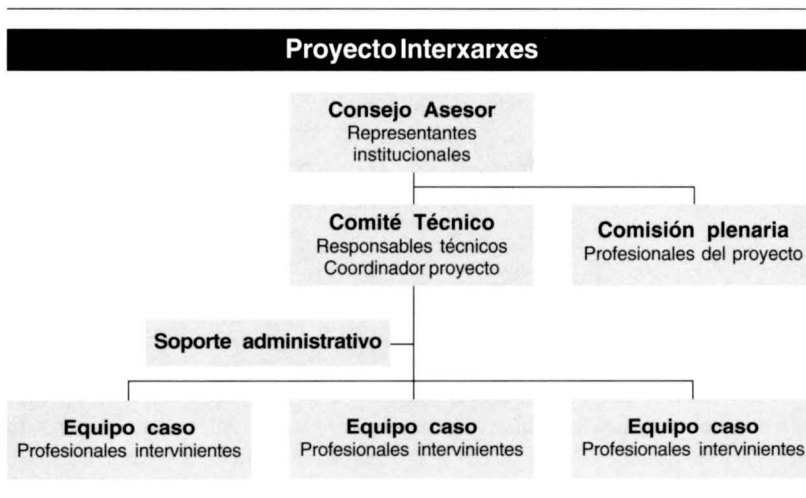 Proyecto Interxarxes
Consejo Asesor
Representantes
institucionales
Comité Técnico
Responsables técnicos
Coordinador proyecto
Comisión plenaria
Profesionales del proyecto
Soporte administrativo
Equipo caso
Profesionales intervinientes
Equipo caso
Profesionales intervinientes
Equipo caso
Profesionales intervinientes